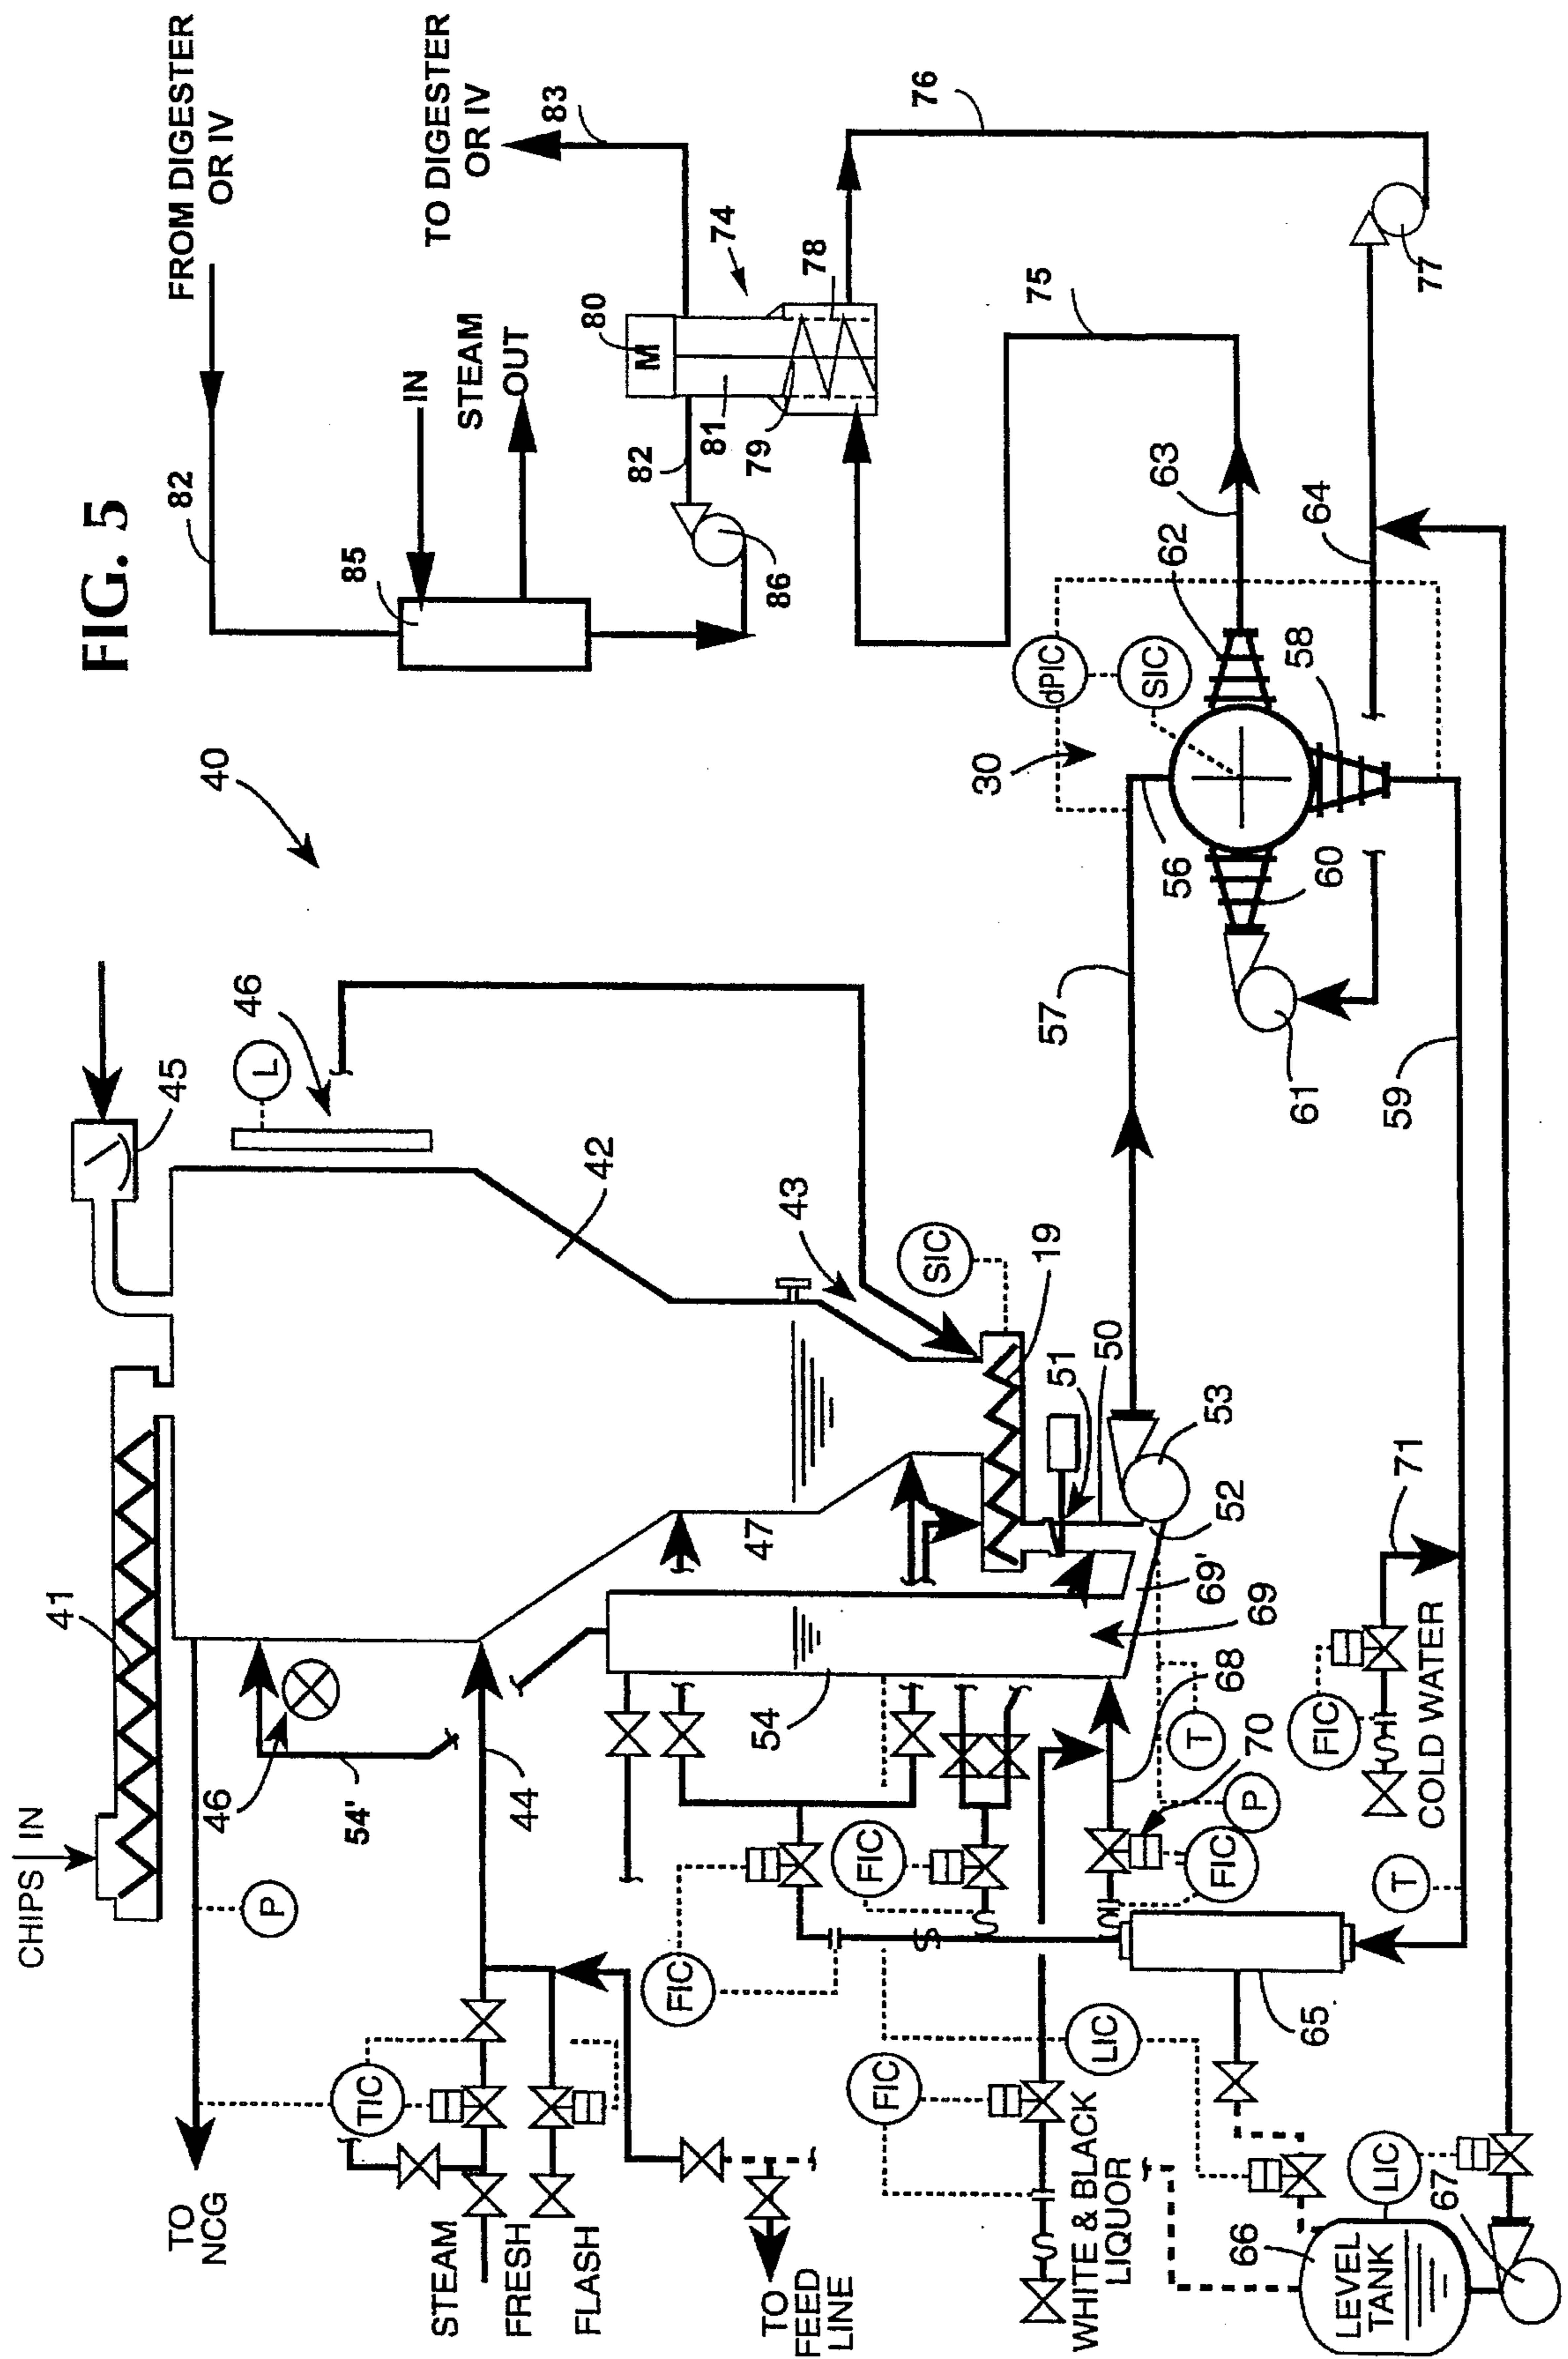 FIG. 5
40
CHIPS IN
41
45
46
L
42
43
SIC
19
51
50
53
52
47
TO
NCG
P
46
54'
44
TIC
STEAM
FRESH
FLASH
TO
FEED
LINE
FIC
FIC
54
69
69'
68
T
70
P
FIC
FIC
WHITE & BLACK
LIQUOR
LIC
65
66
LEVEL
TANK
LIC
67
T
COLD WATER
FIC
71
59
57
61
60
56
30
dPIC
SIC
58
62
63
64
75
77
76
74
78
79
80
M
81
82
86
85
IN
STEAM
OUT
82
FROM DIGESTER
OR IV
TO DIGESTER
OR IV
83